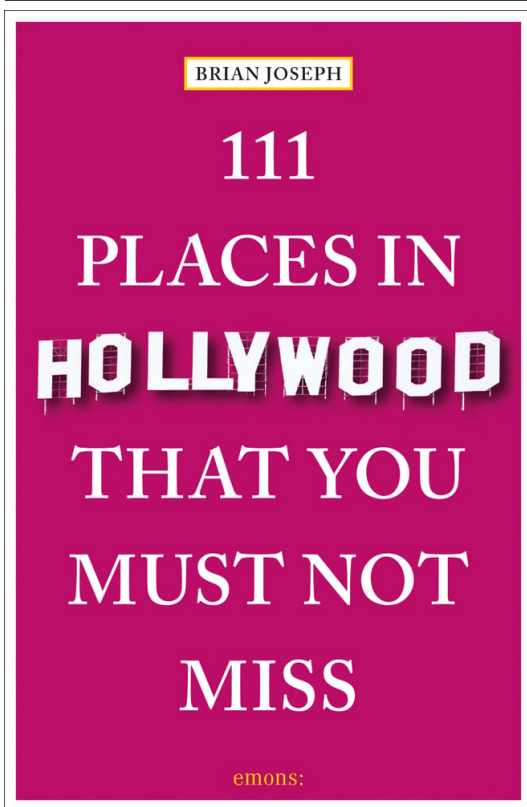 BRIAN JOSEPH
111
PLACES IN
HOLLYWOOD
THAT YOU
MUST NOT
MISS
emons: